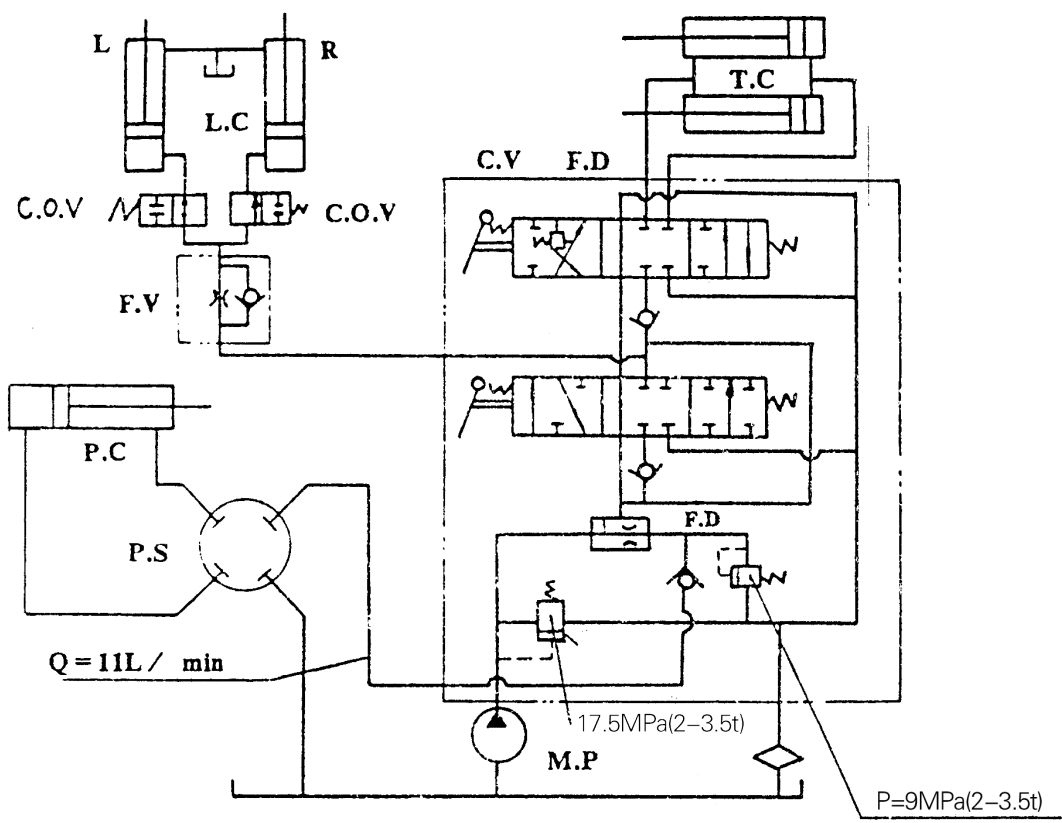 L
R
T.C
L.C
C.V F.D
C.O.V
C.O.V
F.V
P.C
F.D
P.S
Q=11L/ min
17.5MPa(2-3.5t)
M.P
P=9MPa(2-3.5t)